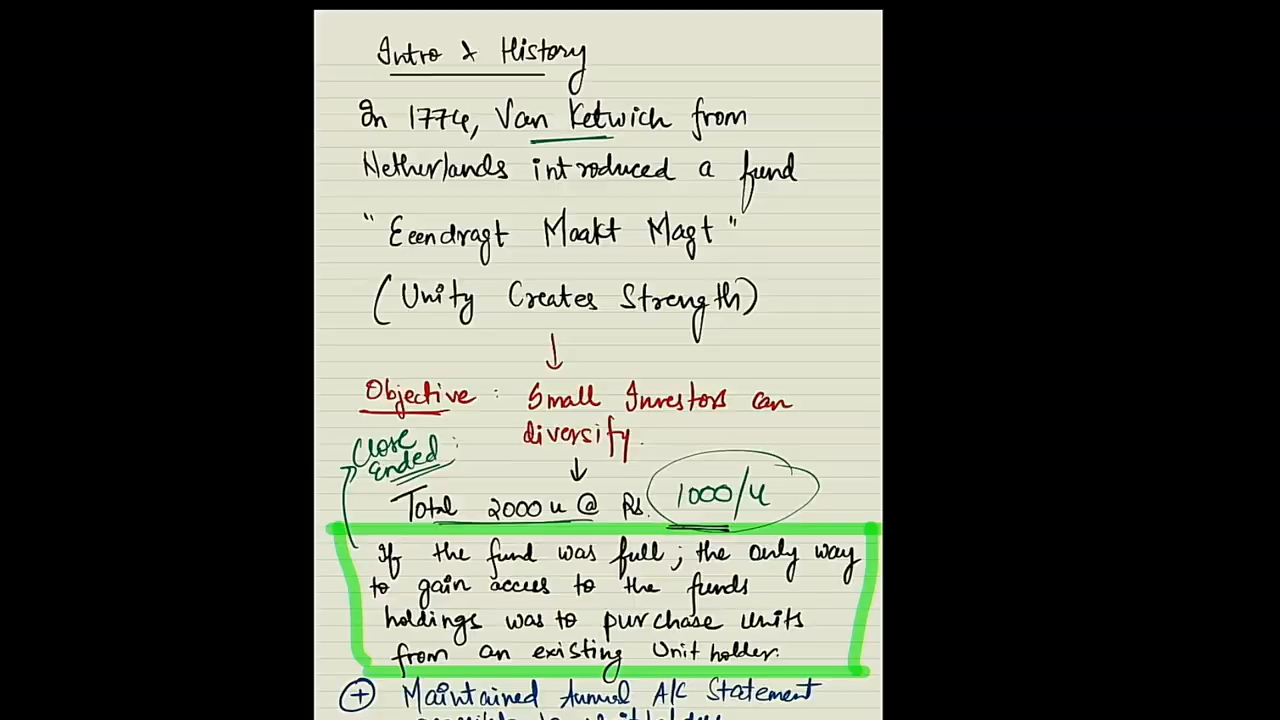 Intro & History
In 1774, Van Ketwich from
Netherlands introduced a fund
"Eeendragt Maakt Magt"
(Unity Creates Strength)
↓
Objective : Small Investors can
diversify.
Close Ended :
↓
Total 2000 u @ Rs. 1000/u
If the fund was full ; the only way
to gain acces to the funds
holdings was to purchase units
from an existing Unit holder.
+ Maintained Annual A/C Statement